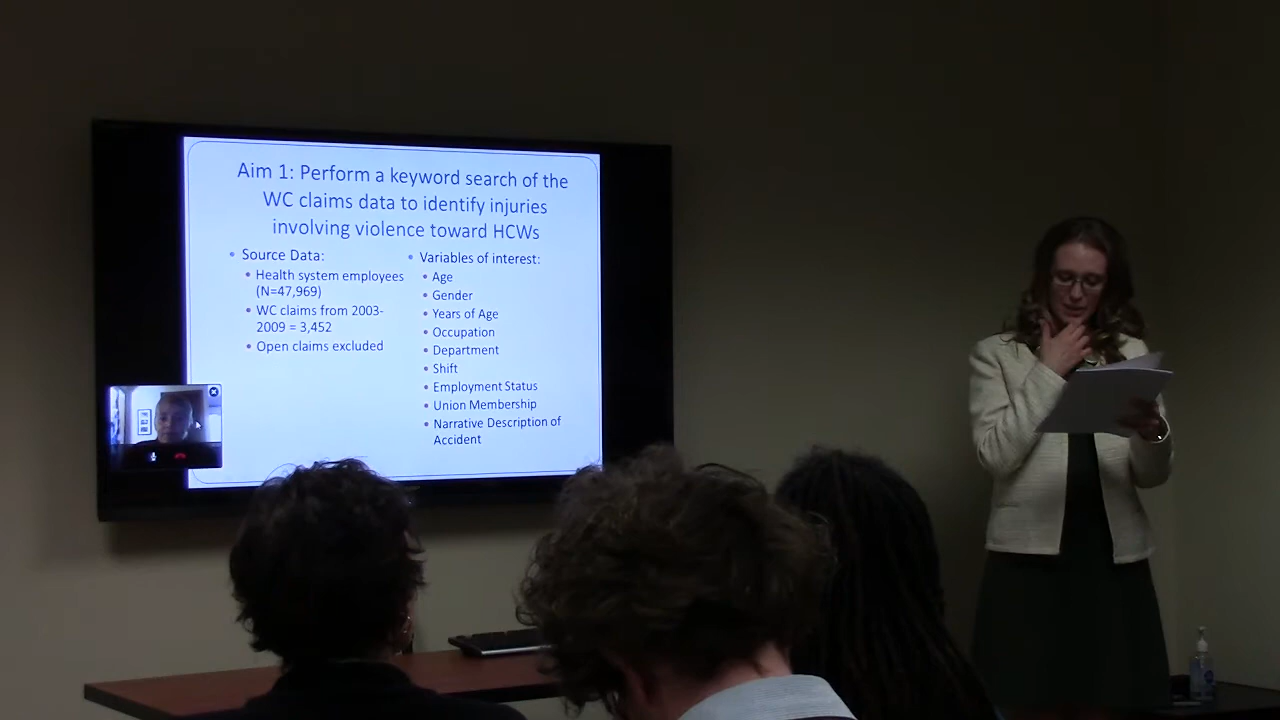 Aim 1: Perform a keyword search of the
WC claims data to identify injuries
involving violence toward HCWs
• Source Data:
• Health system employees
(N=47,969)
• WC claims from 2003-
2009 = 3,452
• Open claims excluded
• Variables of interest:
• Age
• Gender
• Years of Age
• Occupation
• Department
• Shift
• Employment Status
• Union Membership
• Narrative Description of
Accident